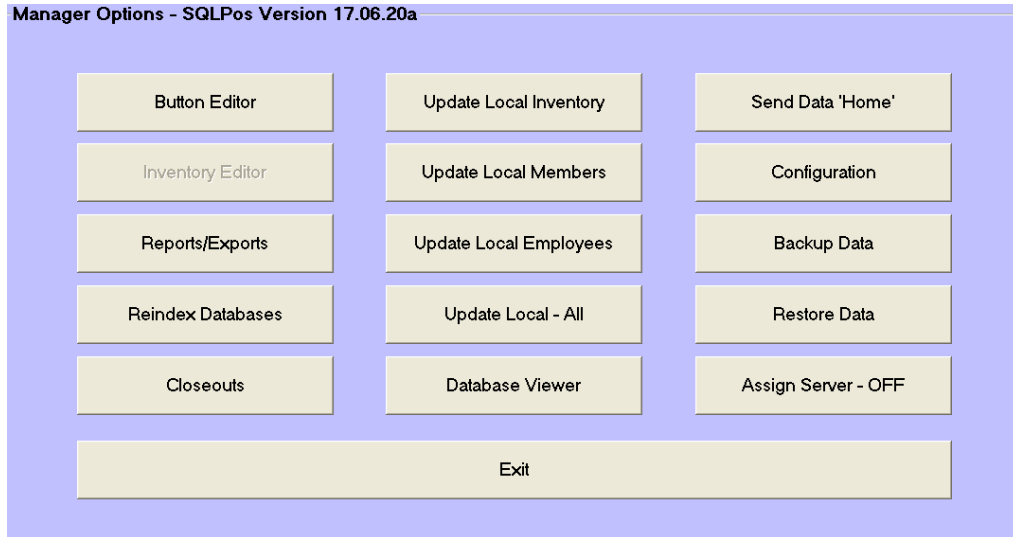 Manager Options - SQLPos Version 17.06.20a
Button Editor
Update Local Inventory
Send Data 'Home'
Inventory Editor
Update Local Members
Configuration
Reports/Exports
Update Local Employees
Backup Data
Reindex Databases
Update Local - All
Restore Data
Closeouts
Database Viewer
Assign Server - OFF
Exit